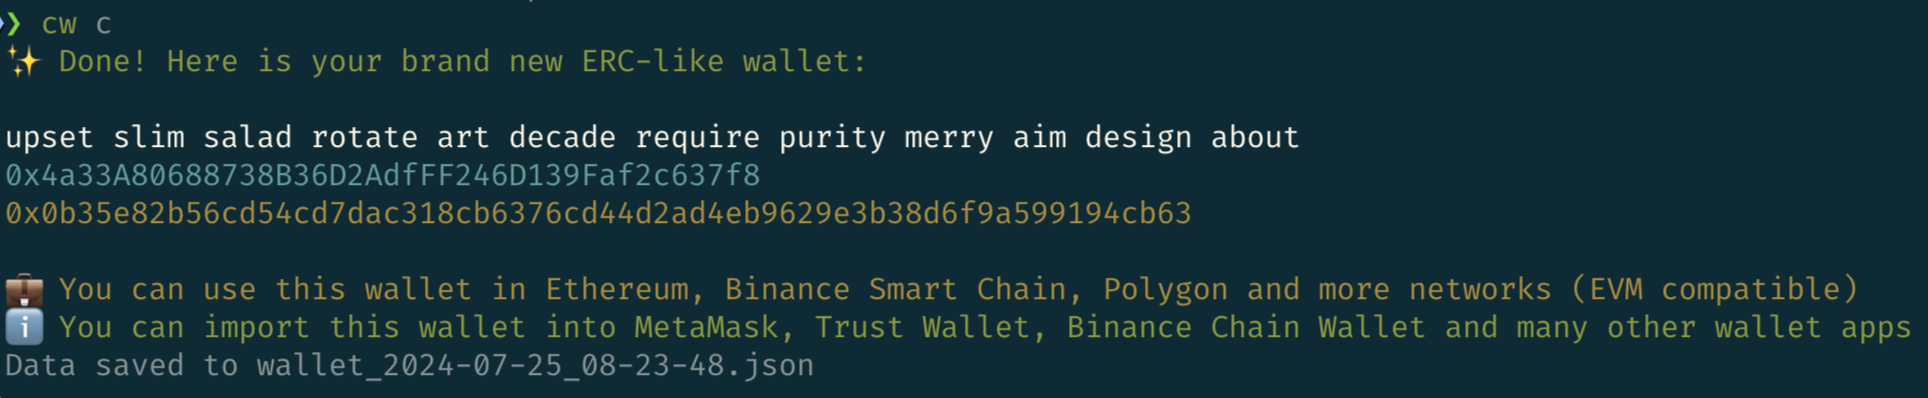 ❯ cw c
✨ Done! Here is your brand new ERC-like wallet:
upset slim salad rotate art decade require purity merry aim design about
0x4a33A80688738B36D2AdfFF246D139Faf2c637f8
0x0b35e82b56cd54cd7dac318cb6376cd44d2ad4eb9629e3b38d6f9a599194cb63
💼 You can use this wallet in Ethereum, Binance Smart Chain, Polygon and more networks (EVM compatible)
ℹ️ You can import this wallet into MetaMask, Trust Wallet, Binance Chain Wallet and many other wallet apps
Data saved to wallet_2024-07-25_08-23-48.json